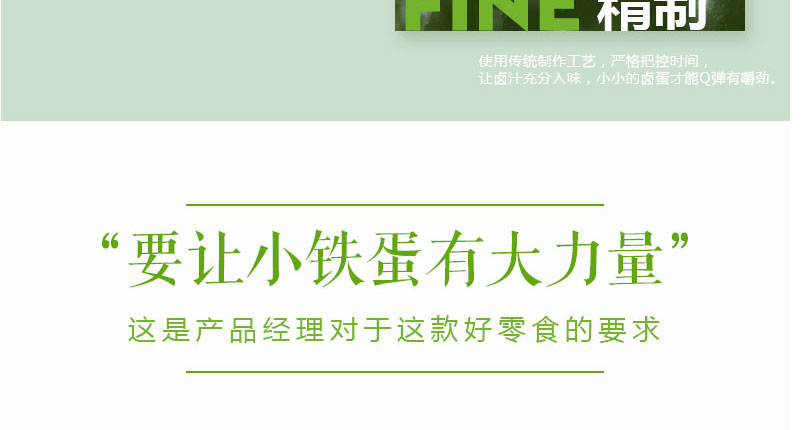 FINE 精制
使用传统制作工艺，严格把控时间，
让卤汁充分入味，小小的卤蛋才能Q弹有嚼劲。
“要让小铁蛋有大力量”
这是产品经理对于这款好零食的要求